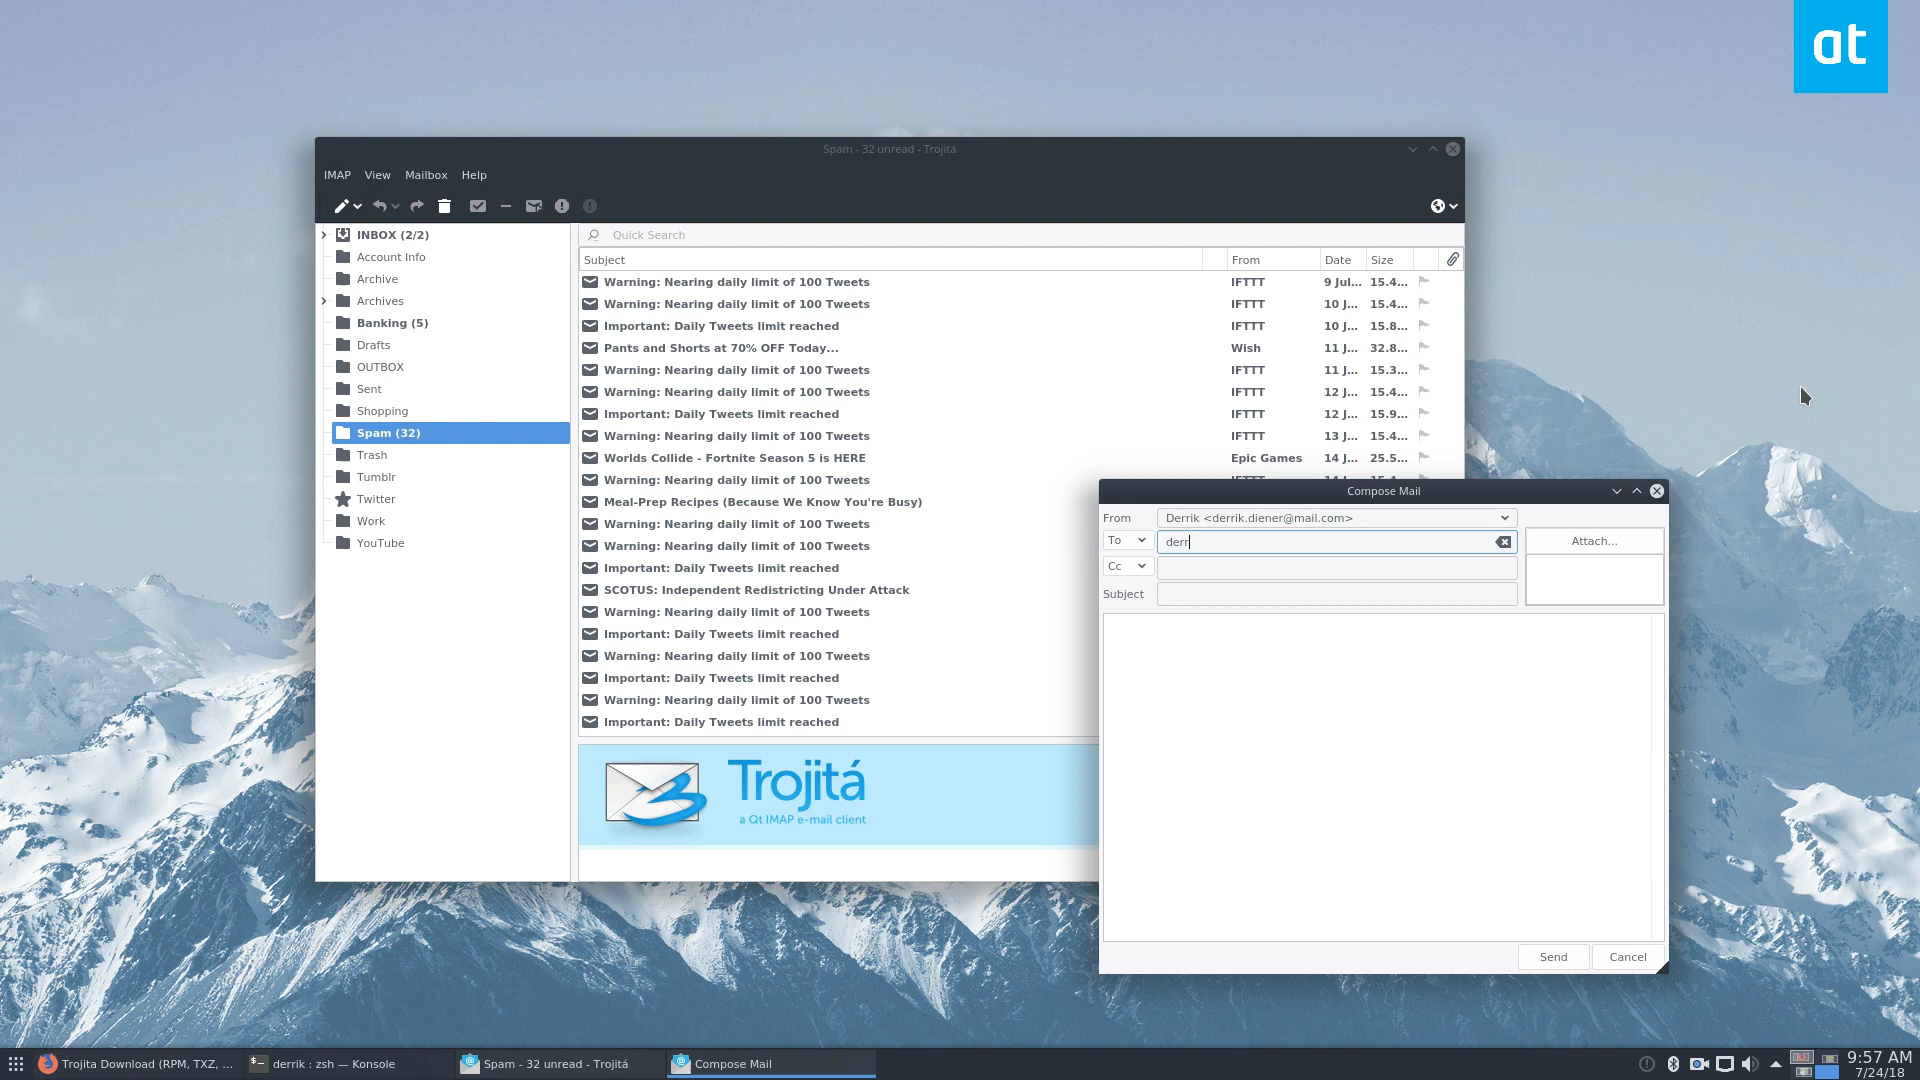 at
Spam - 32 unread - Trojitá
IMAP View Mailbox Help
Quick Search
INBOX (2/2)
Account Info
Archive
Archives
Banking (5)
Drafts
OUTBOX
Sent
Shopping
Spam (32)
Trash
Tumblr
Twitter
Work
YouTube
Subject From Date Size
Warning: Nearing daily limit of 100 Tweets IFTTT 9 Jul... 15.4...
Warning: Nearing daily limit of 100 Tweets IFTTT 10 J... 15.4...
Important: Daily Tweets limit reached IFTTT 10 J... 15.8...
Pants and Shorts at 70% OFF Today... Wish 11 J... 32.8...
Warning: Nearing daily limit of 100 Tweets IFTTT 11 J... 15.3...
Warning: Nearing daily limit of 100 Tweets IFTTT 12 J... 15.4...
Important: Daily Tweets limit reached IFTTT 12 J... 15.9...
Warning: Nearing daily limit of 100 Tweets IFTTT 13 J... 15.4...
Worlds Collide - Fortnite Season 5 is HERE Epic Games 14 J... 25.5...
Warning: Nearing daily limit of 100 Tweets
Meal-Prep Recipes (Because We Know You're Busy)
Warning: Nearing daily limit of 100 Tweets
Warning: Nearing daily limit of 100 Tweets
Important: Daily Tweets limit reached
SCOTUS: Independent Redistricting Under Attack
Warning: Nearing daily limit of 100 Tweets
Important: Daily Tweets limit reached
Warning: Nearing daily limit of 100 Tweets
Important: Daily Tweets limit reached
Warning: Nearing daily limit of 100 Tweets
Important: Daily Tweets limit reached
Trojitá
a Qt IMAP e-mail client
Compose Mail
From Derrik <derrik.diener@mail.com>
To derr
Attach...
Cc
Subject
Send Cancel
Trojita Download (RPM, TXZ, ...
derrik : zsh — Konsole
Spam - 32 unread - Trojitá
Compose Mail
9:57 AM
7/24/18